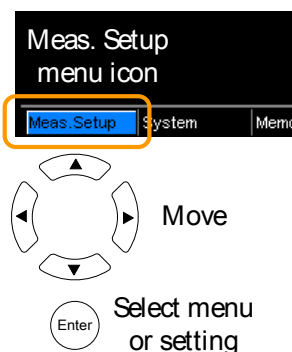 Meas. Setup
menu icon
Meas.Setup System
Move
Enter
Select menu
or setting